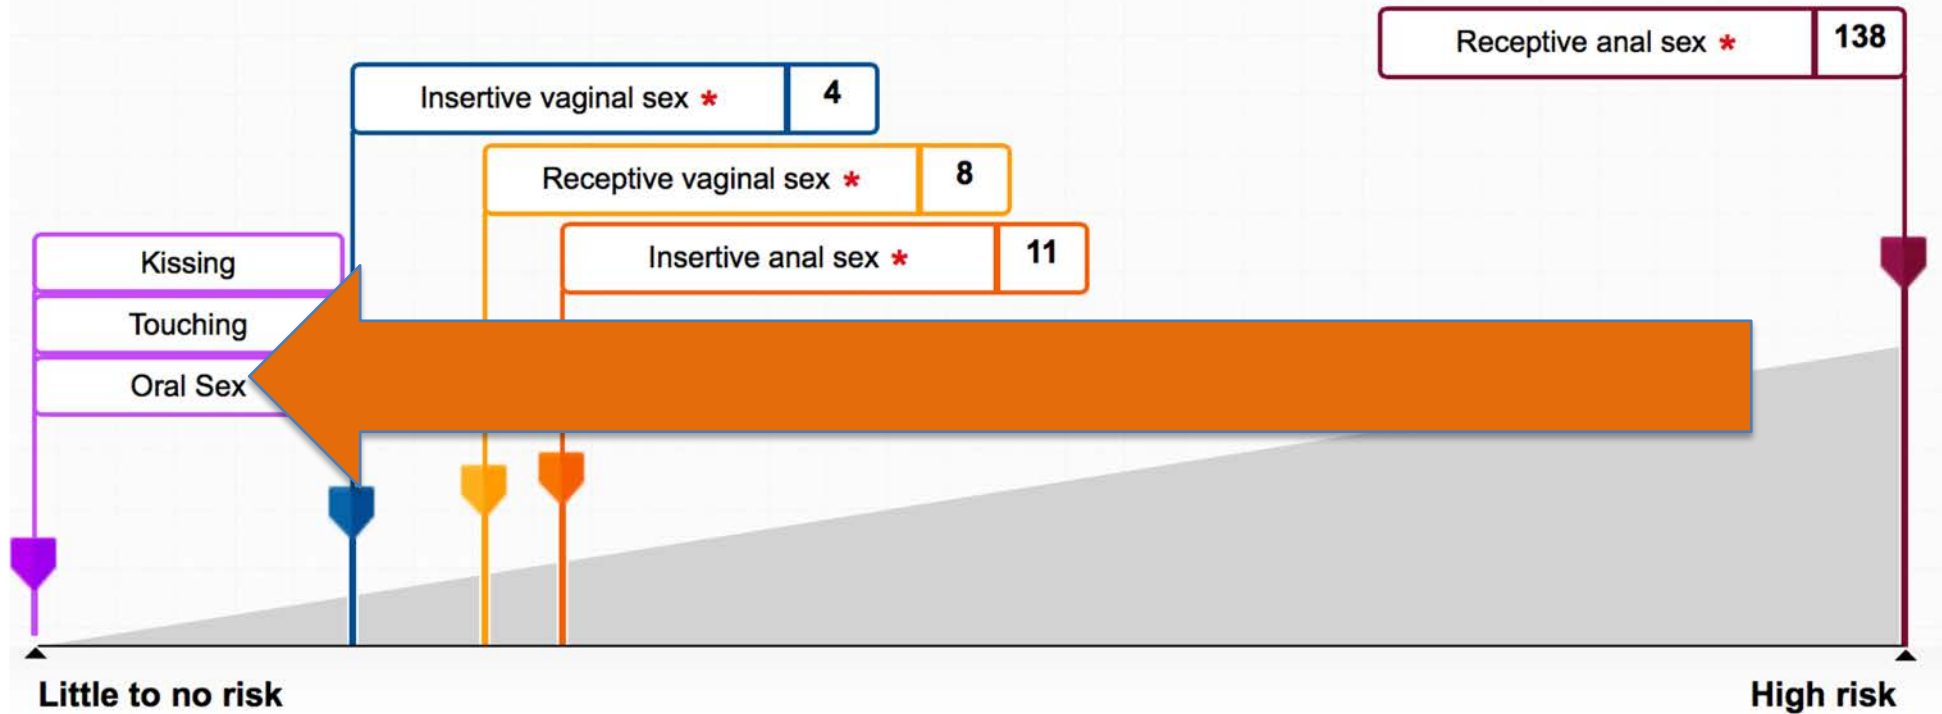 Receptive anal sex * 138
Insertive vaginal sex * 4
Receptive vaginal sex * 8
Insertive anal sex * 11
Kissing
Touching
Oral Sex
Little to no risk
High risk